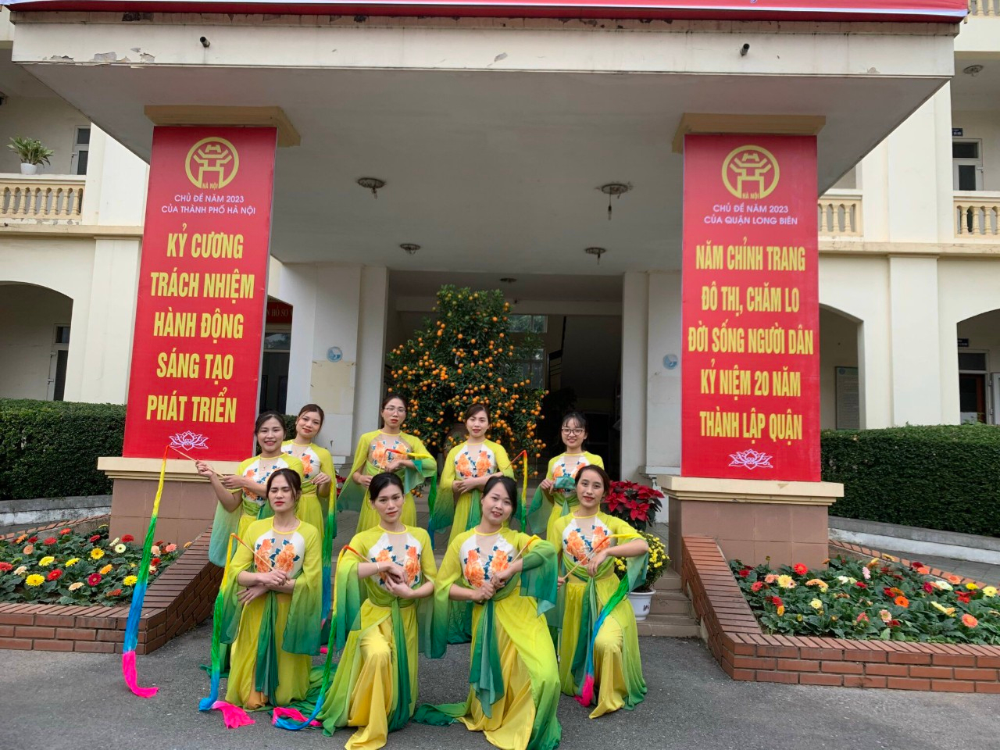 HÀ NỘI
CHỦ ĐỀ NĂM 2023
CỦA THÀNH PHỐ HÀ NỘI
KỶ CƯƠNG
TRÁCH NHIỆM
HÀNH ĐỘNG
SÁNG TẠO
PHÁT TRIỂN
HÀ NỘI
CHỦ ĐỀ NĂM 2023
CỦA QUẬN LONG BIÊN
NĂM CHỈNH TRANG
ĐÔ THỊ, CHĂM LO
ĐỜI SỐNG NGƯỜI DÂN
KỶ NIỆM 20 NĂM
THÀNH LẬP QUẬN